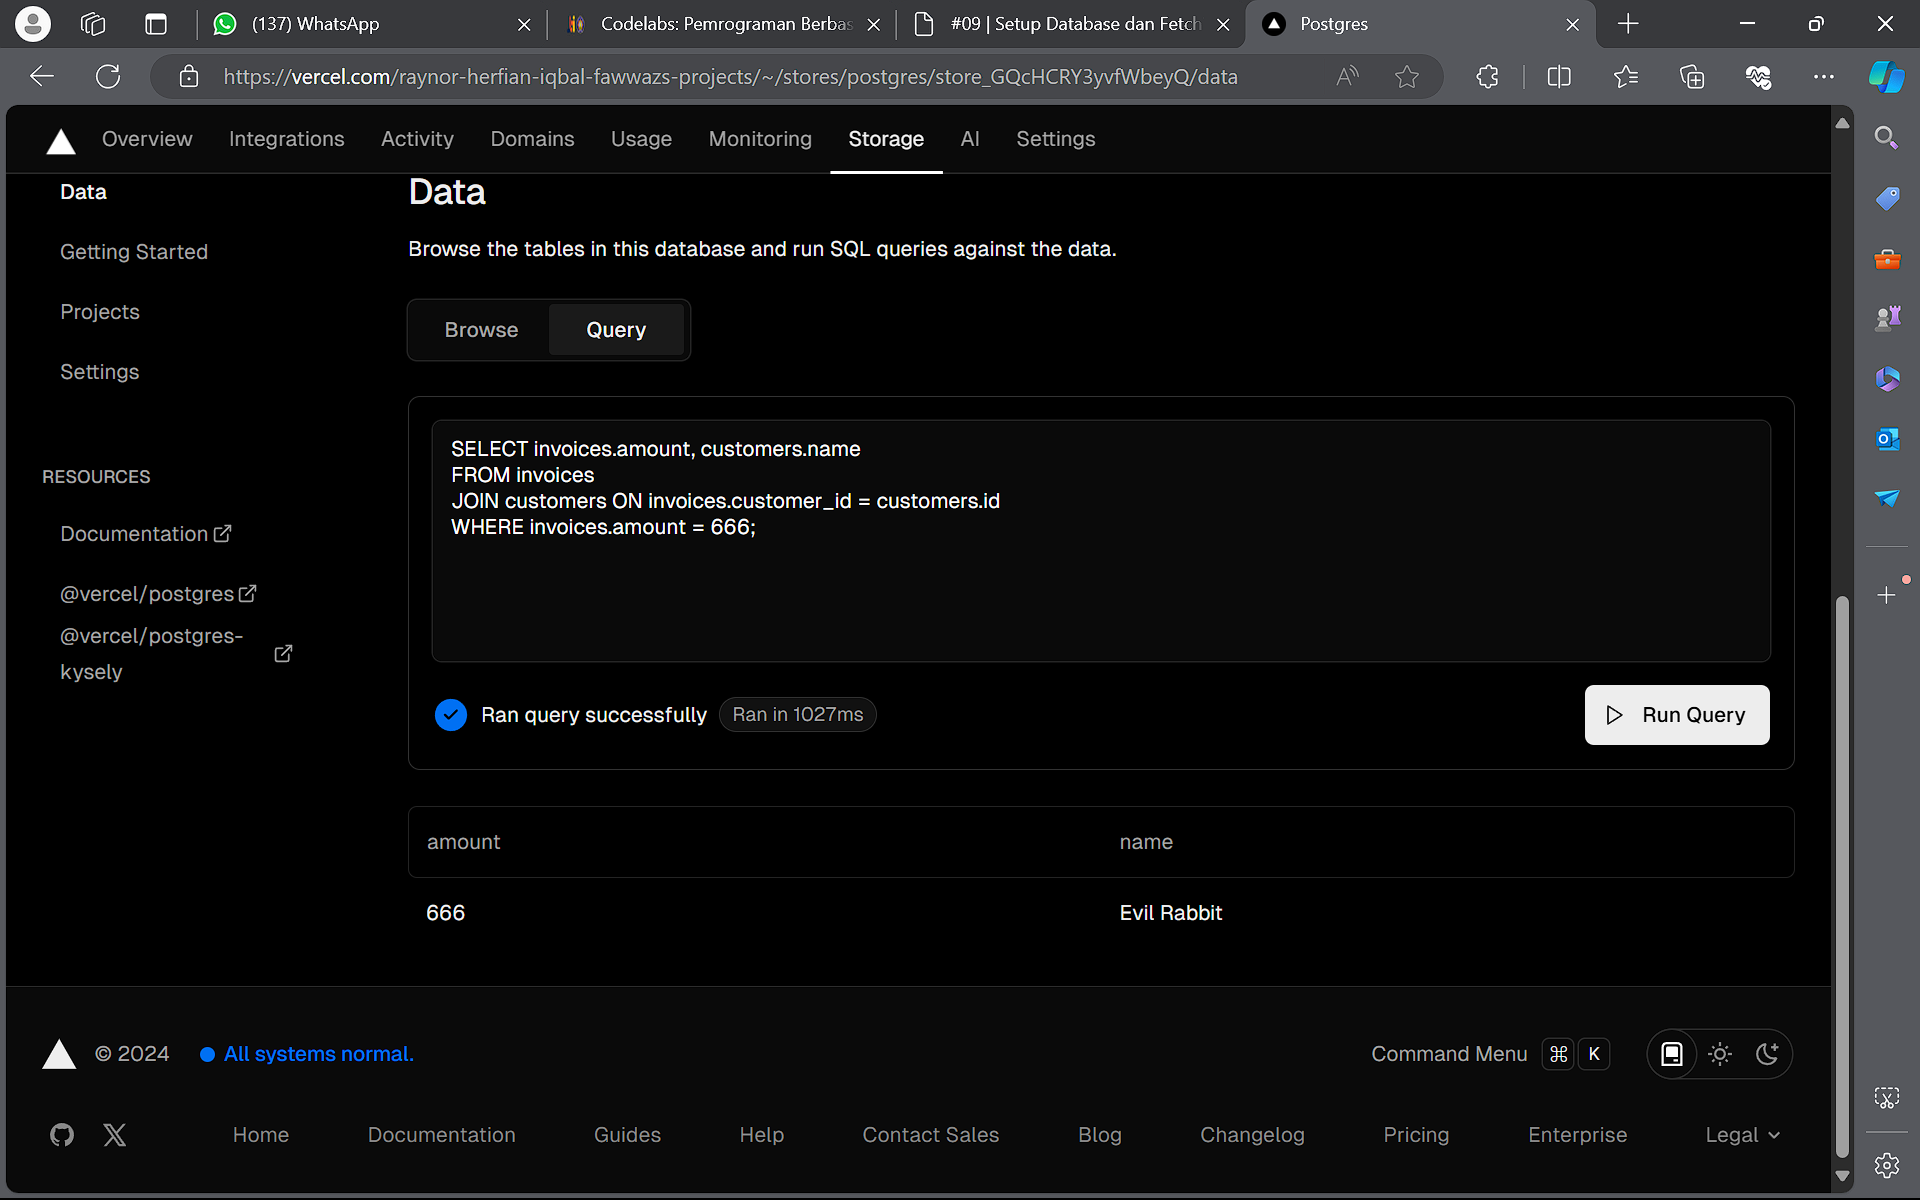 (137) WhatsApp
Codelabs: Pemrograman Berbas
#09 | Setup Database dan Fetch
Postgres
https://vercel.com/raynor-herfian-iqbal-fawwazs-projects/~/stores/postgres/store_GQcHCRY3yvfWbeyQ/data
Overview
Integrations
Activity
Domains
Usage
Monitoring
Storage
AI
Settings
Data
Getting Started
Projects
Settings
RESOURCES
Documentation
@vercel/postgres
@vercel/postgres-
kysely
Data
Browse the tables in this database and run SQL queries against the data.
Browse
Query
SELECT invoices.amount, customers.name
FROM invoices
JOIN customers ON invoices.customer_id = customers.id
WHERE invoices.amount = 666;
Ran query successfully
Ran in 1027ms
Run Query
amount
name
666
Evil Rabbit
© 2024
All systems normal.
Command Menu
⌘
K
Home
Documentation
Guides
Help
Contact Sales
Blog
Changelog
Pricing
Enterprise
Legal